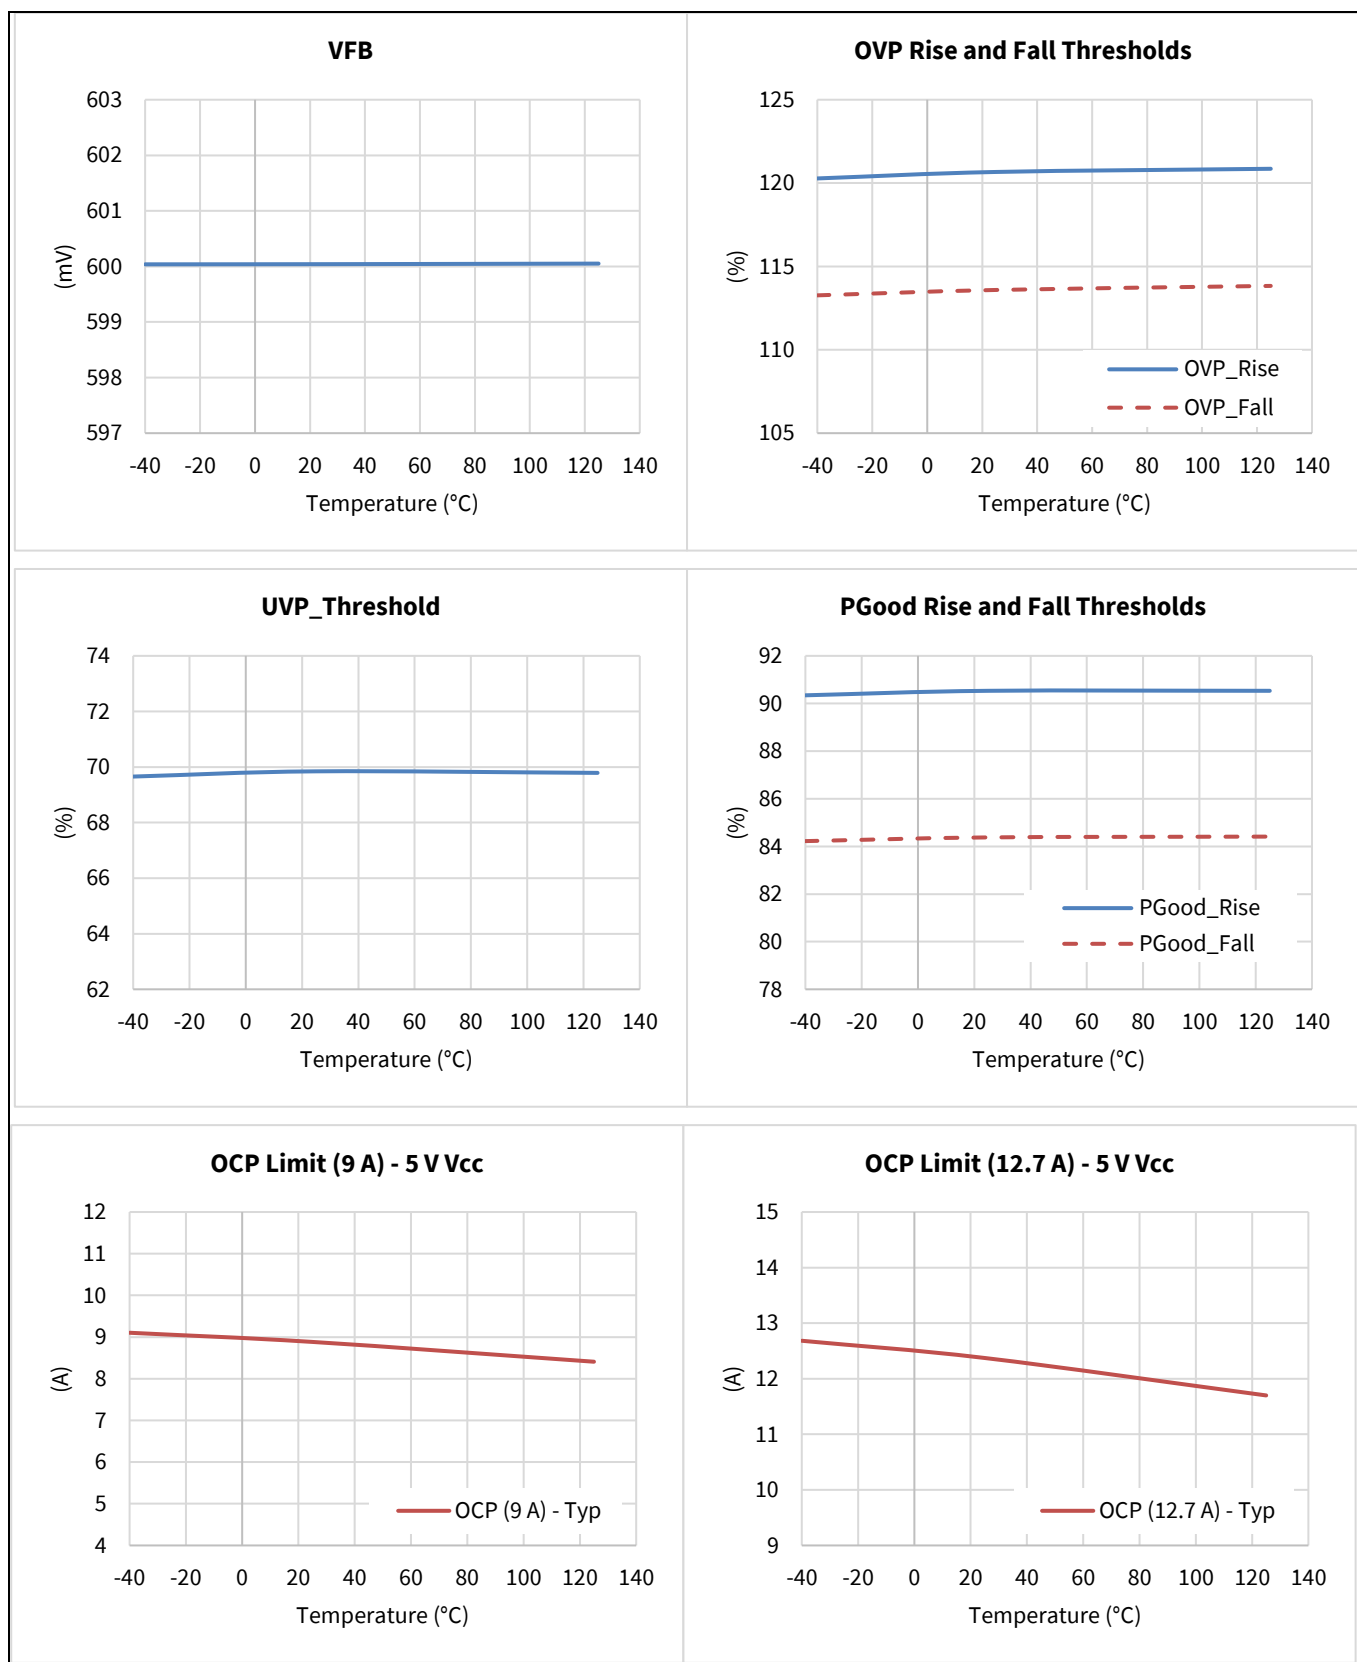 VFB
603
602
601
600
599
598
597
(mV)
-40 -20 0 20 40 60 80 100 120 140
Temperature (°C)
OVP Rise and Fall Thresholds
125
120
115
110
105
(%)
OVP_Rise
OVP_Fall
-40 -20 0 20 40 60 80 100 120 140
Temperature (°C)
UVP_Threshold
74
72
70
68
66
64
62
(%)
-40 -20 0 20 40 60 80 100 120 140
Temperature (°C)
PGood Rise and Fall Thresholds
92
90
88
86
84
82
80
78
(%)
PGood_Rise
PGood_Fall
-40 -20 0 20 40 60 80 100 120 140
Temperature (°C)
OCP Limit (9 A) - 5 V Vcc
12
11
10
9
8
7
6
5
4
(A)
OCP (9 A) - Typ
-40 -20 0 20 40 60 80 100 120 140
Temperature (°C)
OCP Limit (12.7 A) - 5 V Vcc
15
14
13
12
11
10
9
(A)
OCP (12.7 A) - Typ
-40 -20 0 20 40 60 80 100 120 140
Temperature (°C)